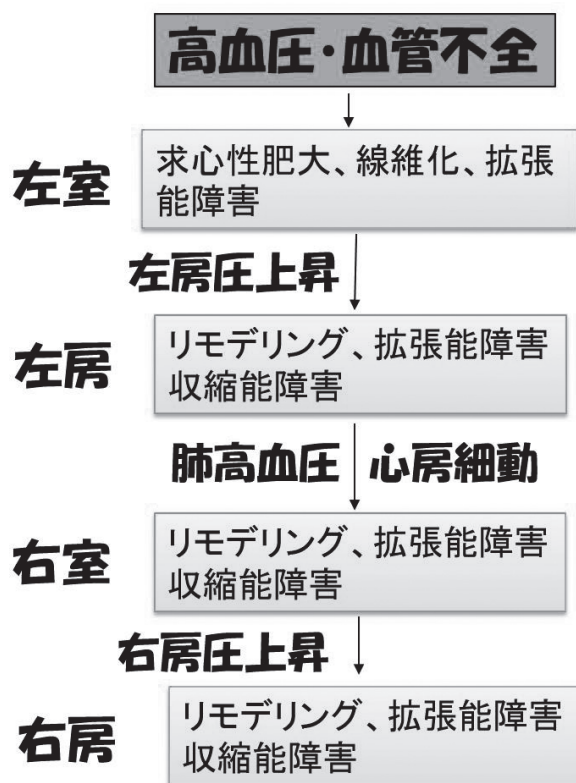 高血圧・血管不全
左室
求心性肥大、線維化、拡張
能障害
左房圧上昇
左房
リモデリング、拡張能障害
収縮能障害
肺高血圧 心房細動
右室
リモデリング、拡張能障害
収縮能障害
右房圧上昇
右房
リモデリング、拡張能障害
収縮能障害